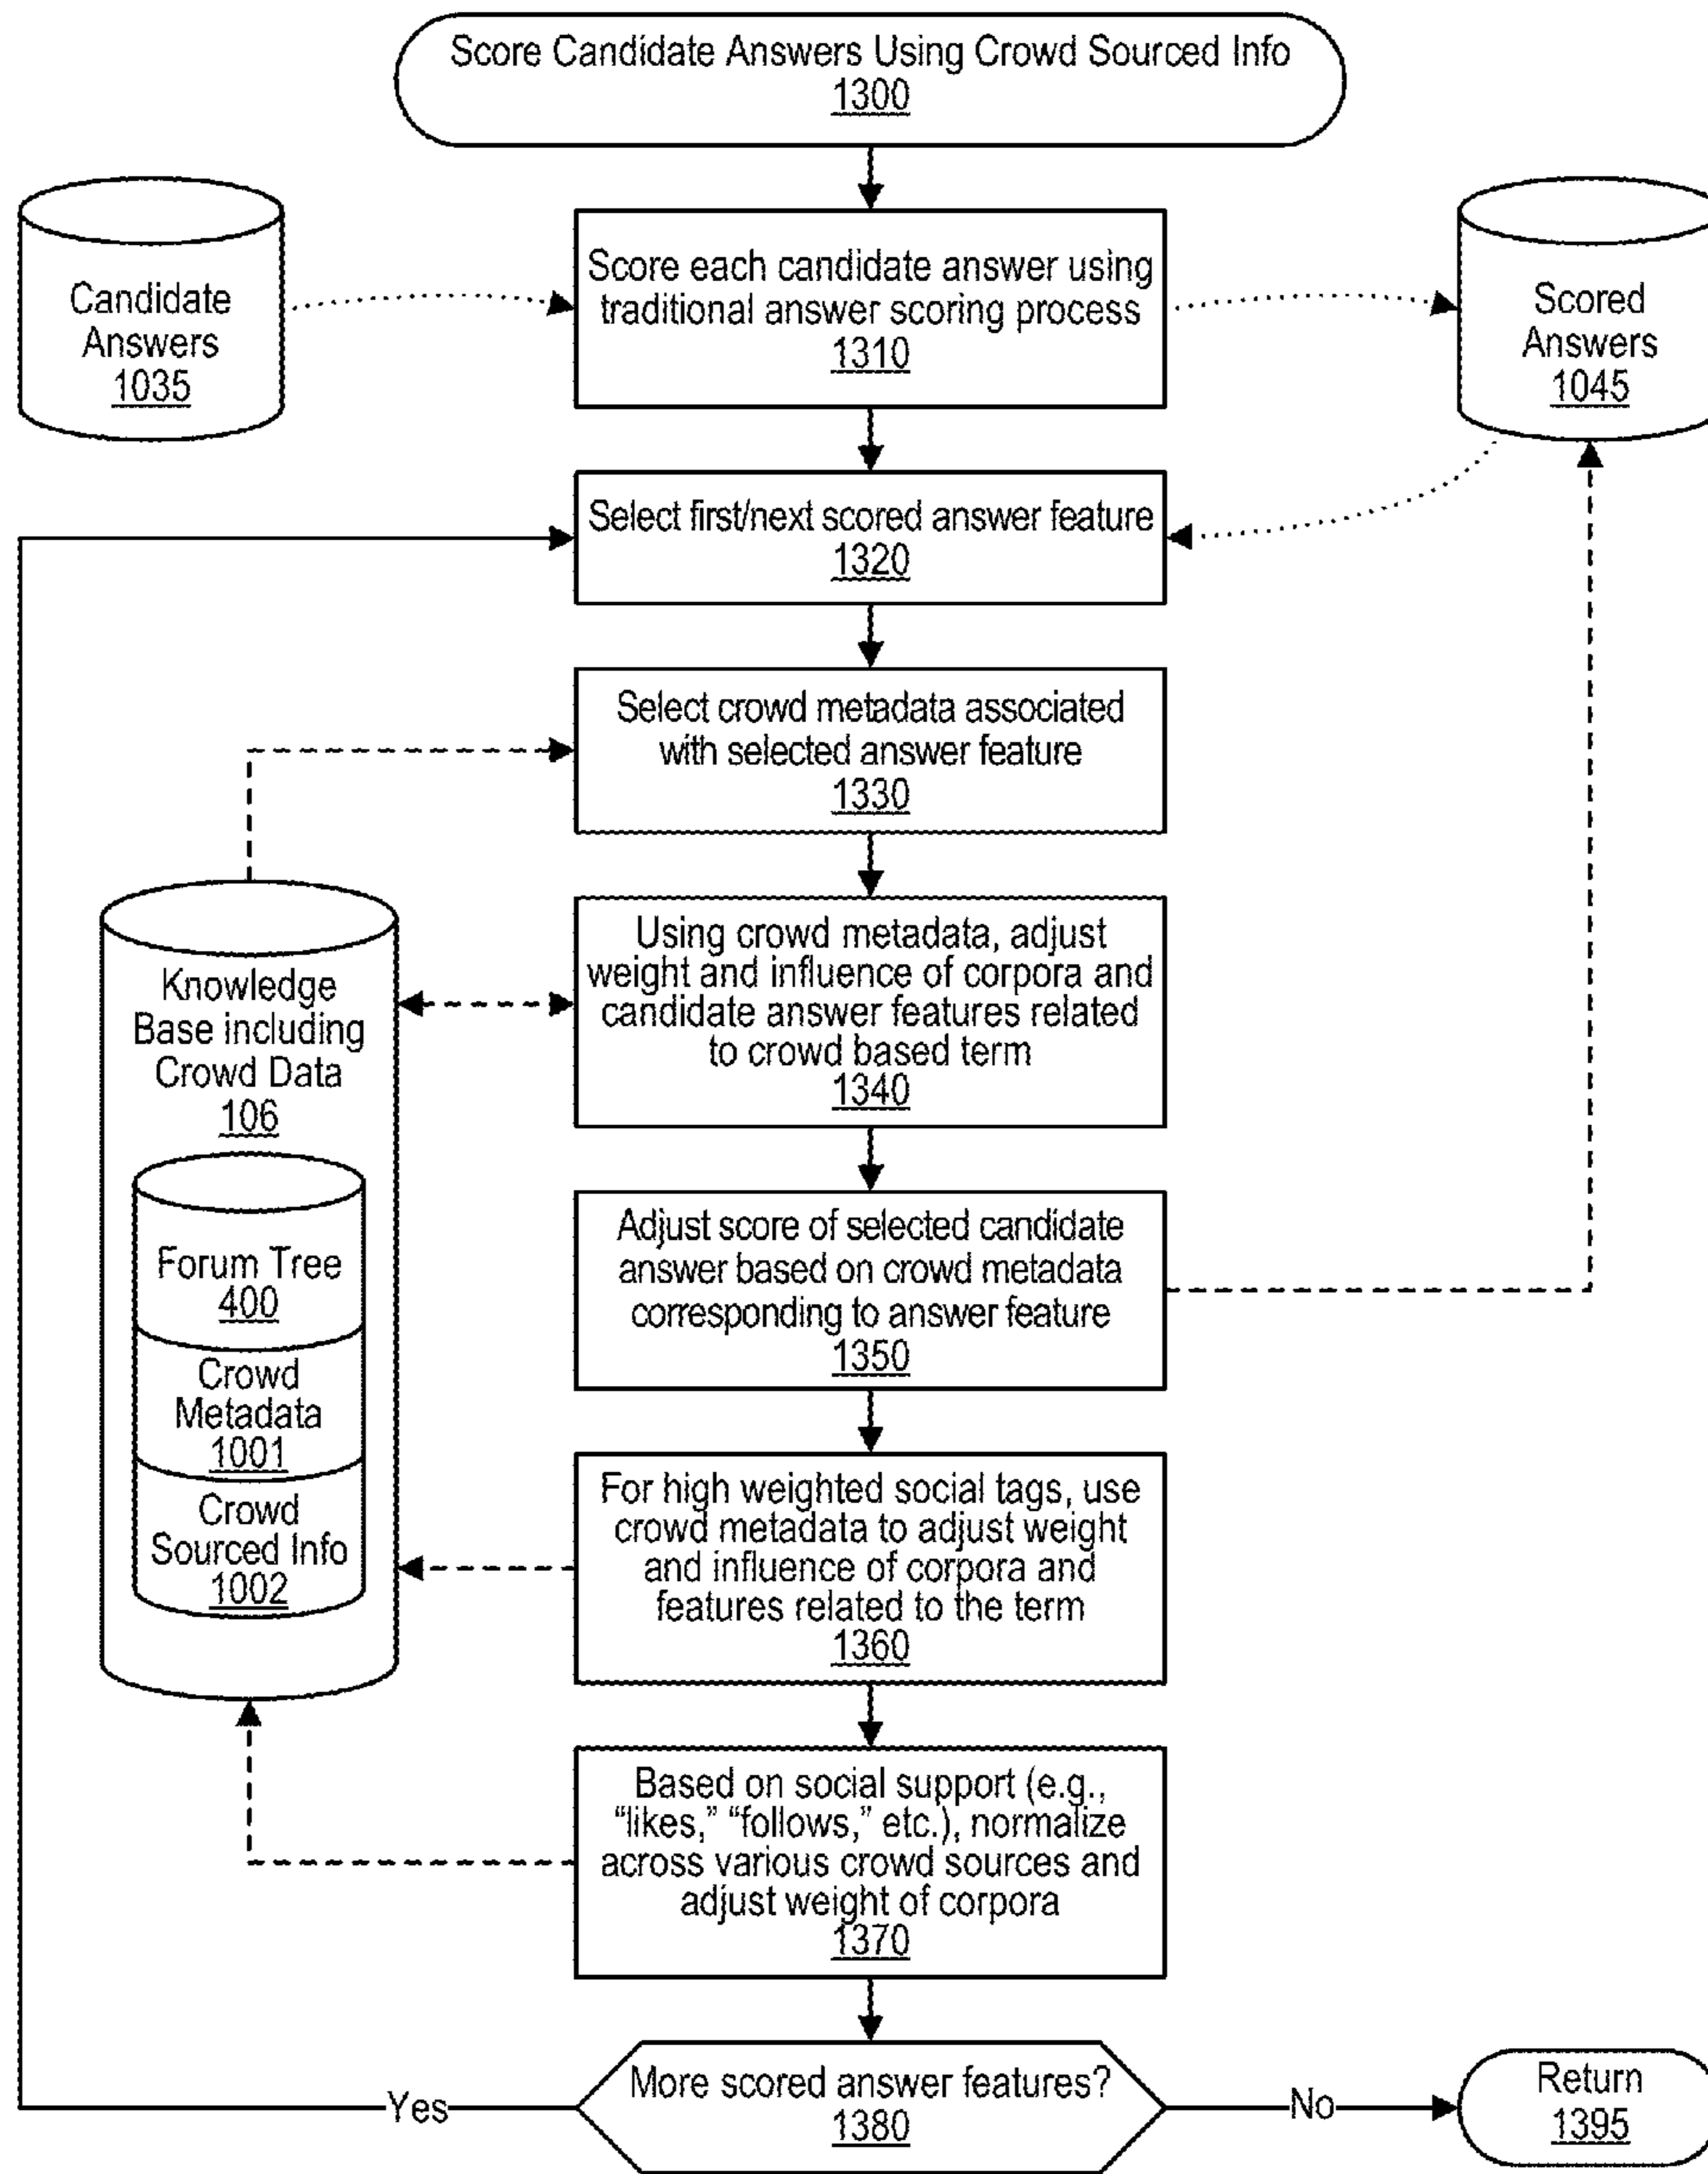 Score Candidate Answers Using Crowd Sourced Info
1300
Candidate
Answers
1035
Score each candidate answer using
traditional answer scoring process
1310
Scored
Answers
1045
Select first/next scored answer feature
1320
Select crowd metadata associated
with selected answer feature
1330
Knowledge
Base including
Crowd Data
106
Using crowd metadata, adjust
weight and influence of corpora and
candidate answer features related
to crowd based term
1340
Forum Tree
400
Crowd
Metadata
1001
Crowd
Sourced Info
1002
Adjust score of selected candidate
answer based on crowd metadata
corresponding to answer feature
1350
For high weighted social tags, use
crowd metadata to adjust weight
and influence of corpora and
features related to the term
1360
Based on social support (e.g.,
“likes,” “follows,” etc.), normalize
across various crowd sources and
adjust weight of corpora
1370
More scored answer features?
1380
Yes
No
Return
1395